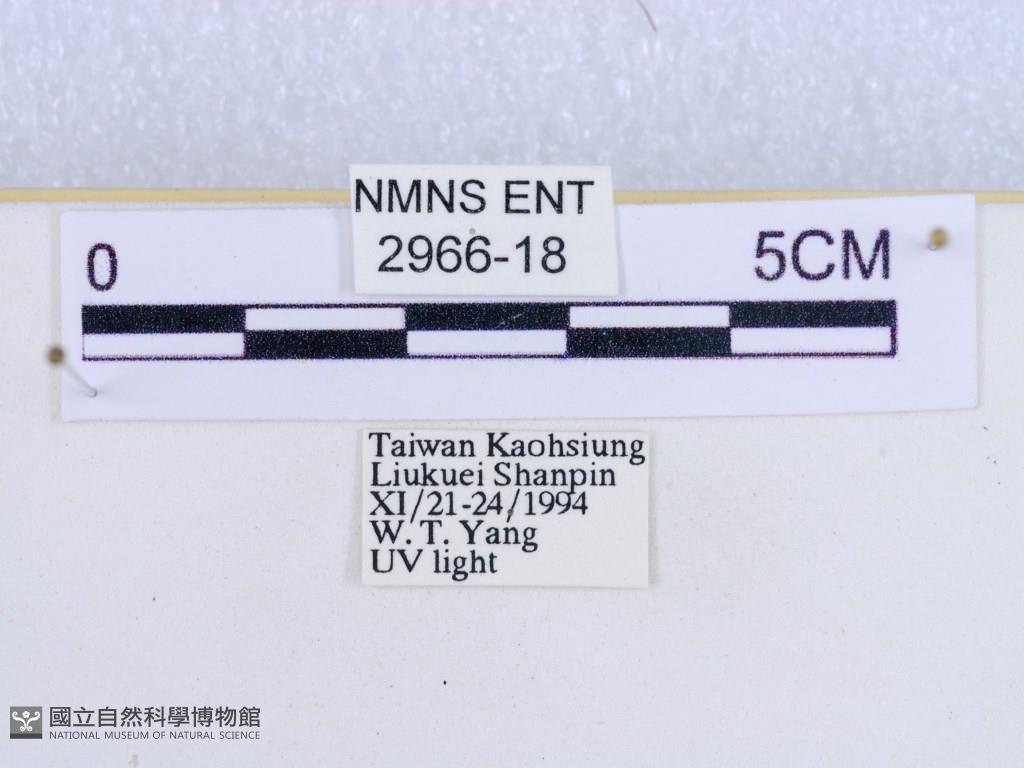 NMNS ENT
2966-18
0
5CM
Taiwan Kaohsiung
Liukuei Shanpin
XI/21-24/1994
W. T. Yang
UV light
國立自然科學博物館
NATIONAL MUSEUM OF NATURAL SCIENCE